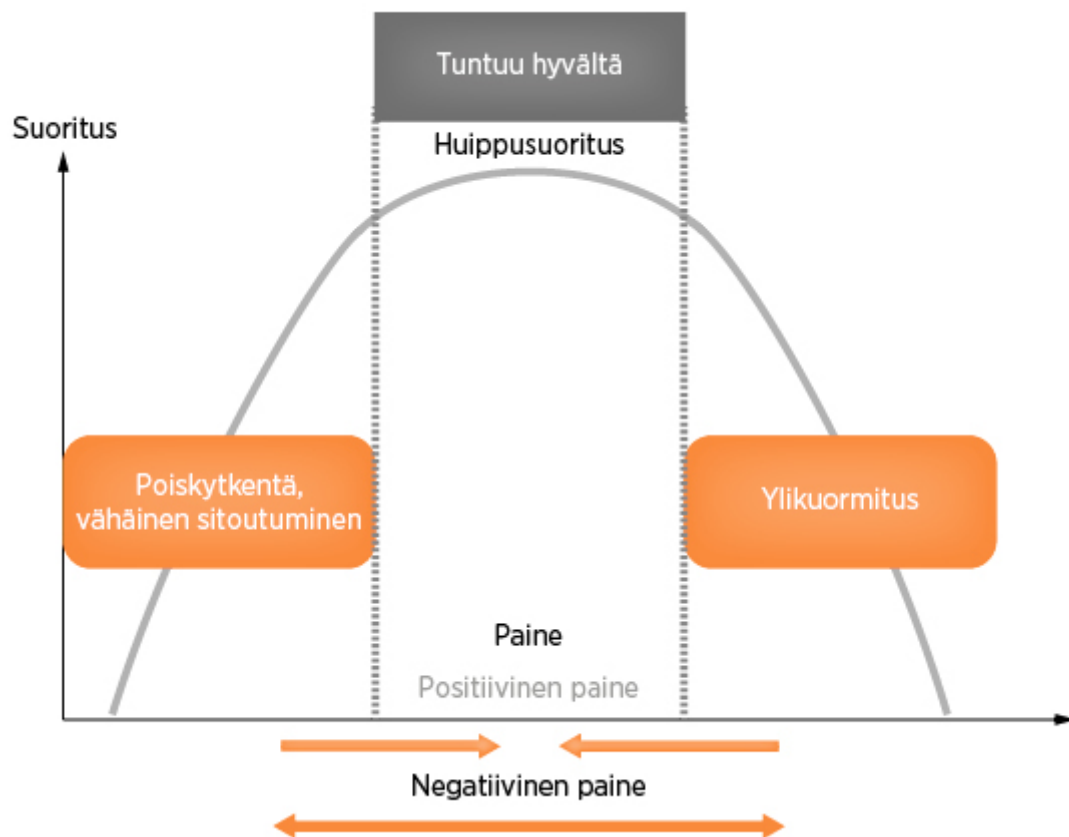 Tuntuu hyvältä
Suoritus
Huippusuoritus
Poiskytkentä,
vähäinen sitoutuminen
Ylikuormitus
Paine
Positiivinen paine
Negatiivinen paine